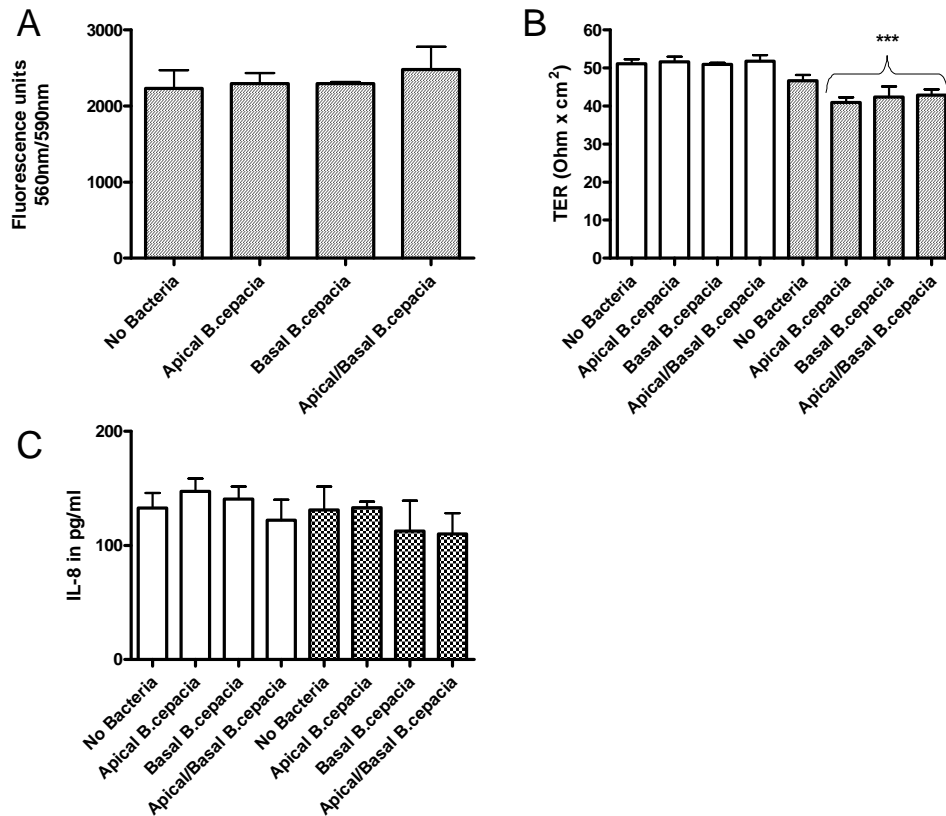 A
Fluorescence units
560nm/590nm
3000
2000
1000
0
No Bacteria
Apical B.cepacia
Basal B.cepacia
Apical/Basal B.cepacia
B
TER (Ohm x cm²)
60
50
40
30
20
10
0
***
No Bacteria
Apical B.cepacia
Basal B.cepacia
Apical/Basal B.cepacia
No Bacteria
Apical B.cepacia
Basal B.cepacia
Apical/Basal B.cepacia
C
IL-8 in pg/ml
200
100
0
No Bacteria
Apical B.cepacia
Basal B.cepacia
Apical/Basal B.cepacia
No Bacteria
Apical B.cepacia
Basal B.cepacia
Apical/Basal B.cepacia